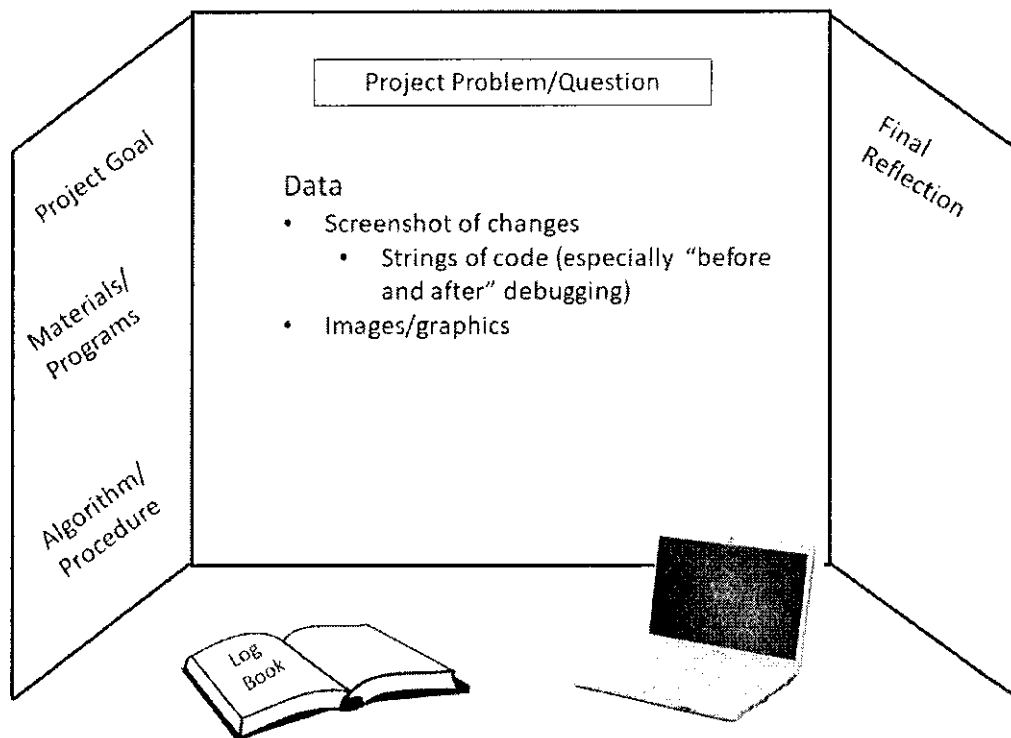 Project Goal
Materials/
Programs
Algorithm/
Procedure
Project Problem/Question
Data
• Screenshot of changes
• Strings of code (especially “before
and after” debugging)
• Images/graphics
Final
Reflection
Log
Book